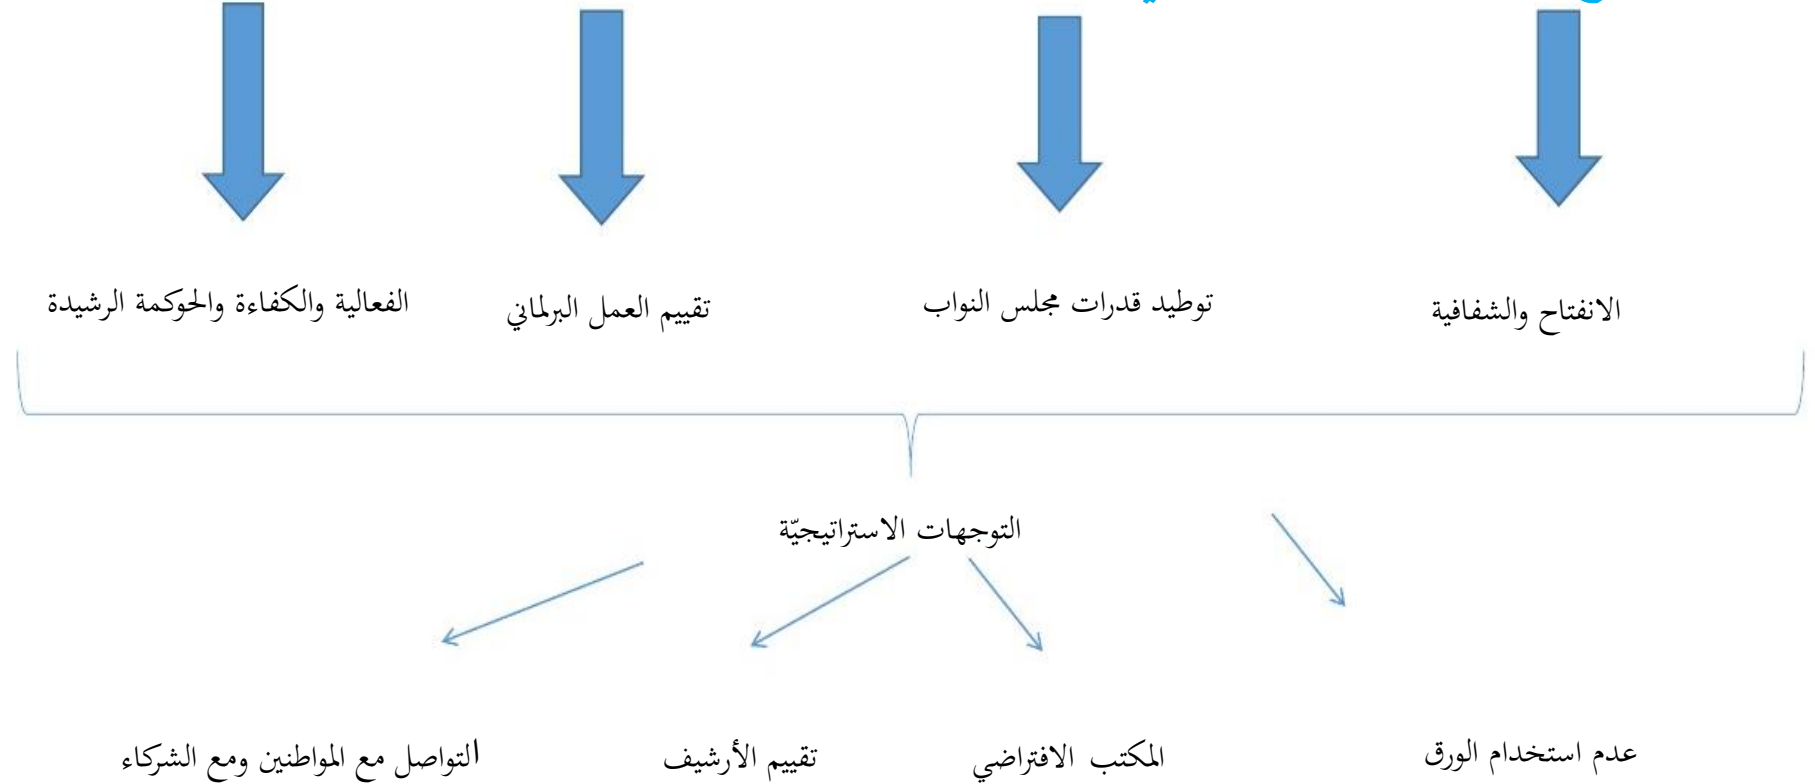 الانفتاح والشفافية
توطيد قدرات مجلس النواب
تقييم العمل البرلماني
الفعالية والكفاءة والحوكمة الرشيدة
التوجهات الاستراتيجيّة
عدم استخدام الورق
المكتب الافتراضي
تقييم الأرشيف
التواصل مع المواطنين ومع الشركاء